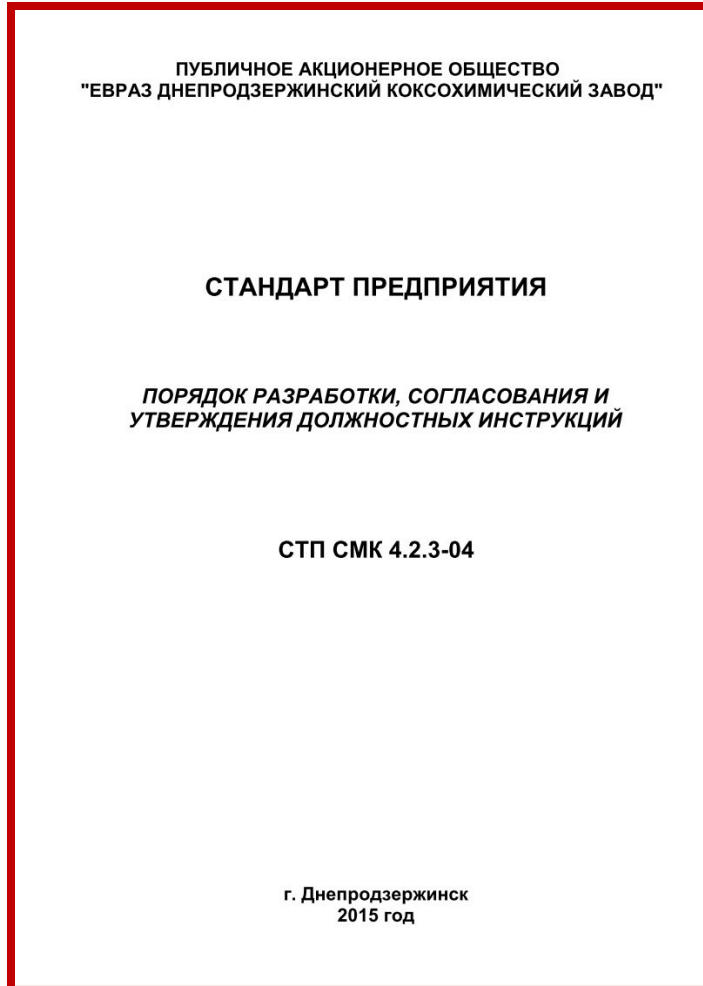 ПУБЛИЧНОЕ АКЦИОНЕРНОЕ ОБЩЕСТВО
"ЕВРАЗ ДНЕПРОДЗЕРЖИНСКИЙ КОКСОХИМИЧЕСКИЙ ЗАВОД"
СТАНДАРТ ПРЕДПРИЯТИЯ
ПОРЯДОК РАЗРАБОТКИ, СОГЛАСОВАНИЯ И
УТВЕРЖДЕНИЯ ДОЛЖНОСТНЫХ ИНСТРУКЦИЙ
СТП СМК 4.2.3-04
г. Днепродзержинск
2015 год